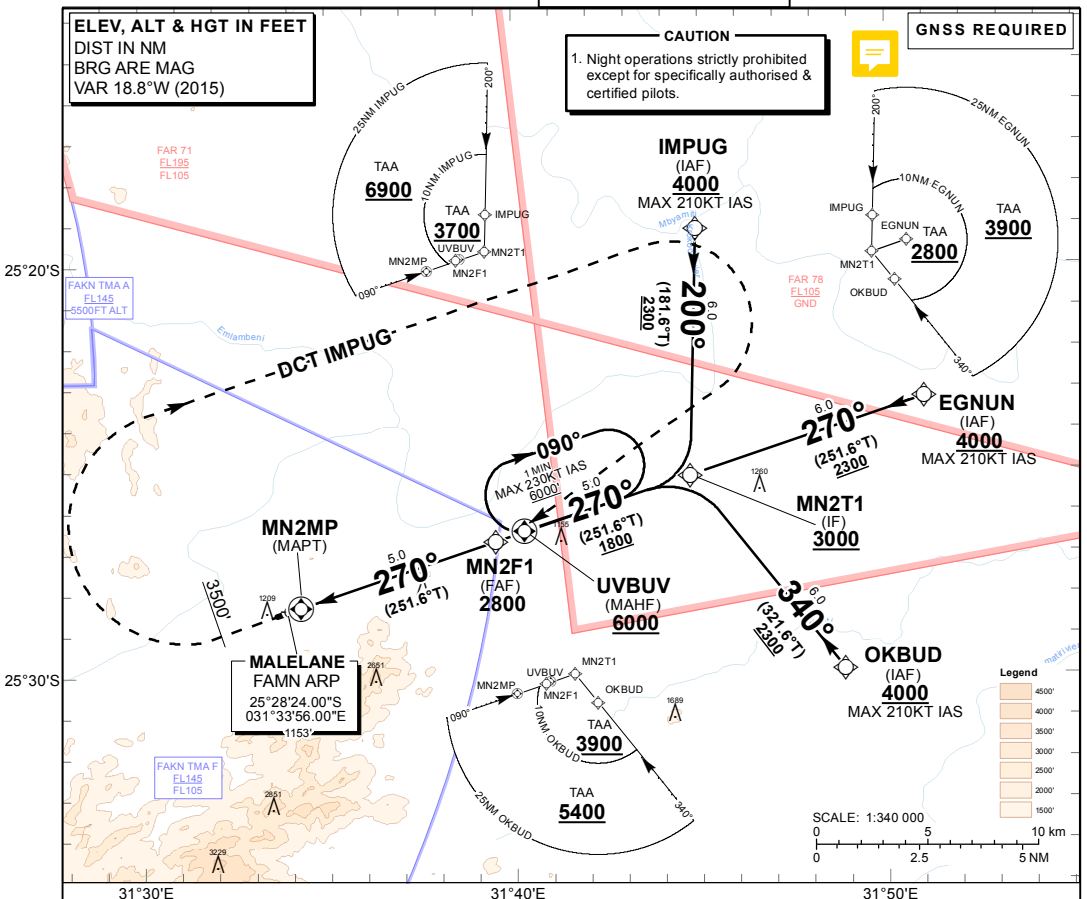 ELEV, ALT & HGT IN FEET
DIST IN NM
BRG ARE MAG
VAR 18.8°W (2015)
CAUTION
1. Night operations strictly prohibited
except for specifically authorised &
certified pilots.
GNSS REQUIRED
FAR 71
FL195
FL105
25NM IMPUG
200°
TAA
6900
10NM IMPUG
TAA
3700
IMPUG
UVBUV
MN2T1
MN2MP
MN2F1
090°
IMPUG
(IAF)
4000
MAX 210KT IAS
200°
25NM EGNUN
10NM EGNUN
TAA
3900
IMPUG
EGNUN
TAA
2800
MN2T1
OKBUD
340°
25°20'
FAKN TMA A
FL145
5500FT ALT
Emlambeni
DCT IMPUG
6.0
200°
(181.6°T)
2300
FAR 78
FL105
GND
6.0
270°
(251.6°T)
2300
EGNUN
(IAF)
4000
MAX 210KT IAS
090°
1 MIN
MAX 230KT IAS
6000'
5.0
270°
(251.6°T)
1800
1155
1260
MN2T1
(IF)
3000
MN2MP
(MAPT)
5.0
270°
(251.6°T)
MN2F1
(FAF)
2800
UVBUV
(MAHF)
6000
3500'
1209
6.0
340°
(321.6°T)
2300
OKBUD
(IAF)
4000
MAX 210KT IAS
25°30'S
MALELANE
FAMN ARP
25°28'24.00"S
031°33'56.00"E
1153'
2651
UVBUV
MN2T1
MN2MP
MN2F1
OKBUD
090°
10NM OKBUD
TAA
3900
1689
TAA
5400
25NM OKBUD
340°
FAKN TMA F
FL145
FL105
2851
3229
Legend
4500'
4000'
3500'
3000'
2500'
2000'
1500'
SCALE: 1:340 000
0 5 10 km
0 2.5 5 NM
31°30'E
31°40'E
31°50'E